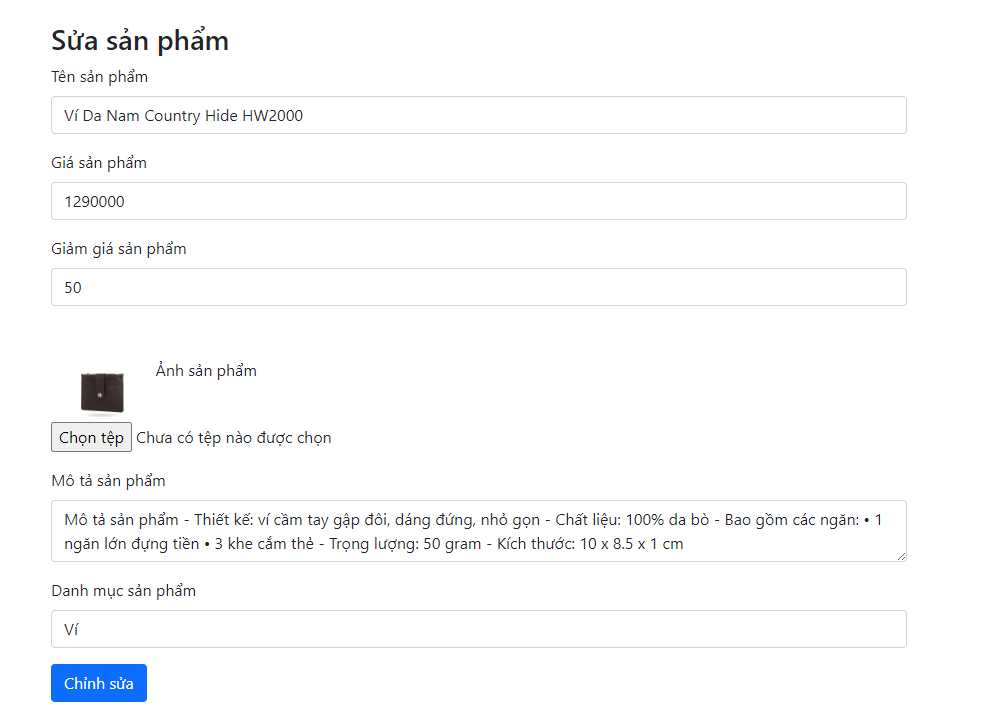 Sửa sản phẩm
Tên sản phẩm
Ví Da Nam Country Hide HW2000
Giá sản phẩm
1290000
Giảm giá sản phẩm
50
Ảnh sản phẩm
Chọn tệp Chưa có tệp nào được chọn
Mô tả sản phẩm
Mô tả sản phẩm - Thiết kế: ví cầm tay gập đôi, dáng đứng, nhỏ gọn - Chất liệu: 100% da bò - Bao gồm các ngăn: • 1
ngăn lớn đựng tiền • 3 khe cắm thẻ - Trọng lượng: 50 gram - Kích thước: 10 x 8.5 x 1 cm
Danh mục sản phẩm
Ví
Chỉnh sửa